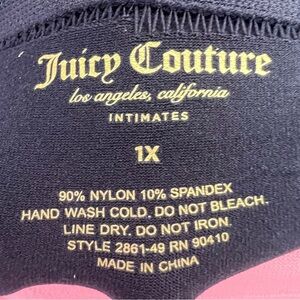 Juicy Couture
los angeles, california
INTIMATES
1X
90% NYLON 10% SPANDEX
HAND WASH COLD. DO NOT BLEACH.
LINE DRY. DO NOT IRON.
STYLE 2861-49 RN 90410
MADE IN CHINA